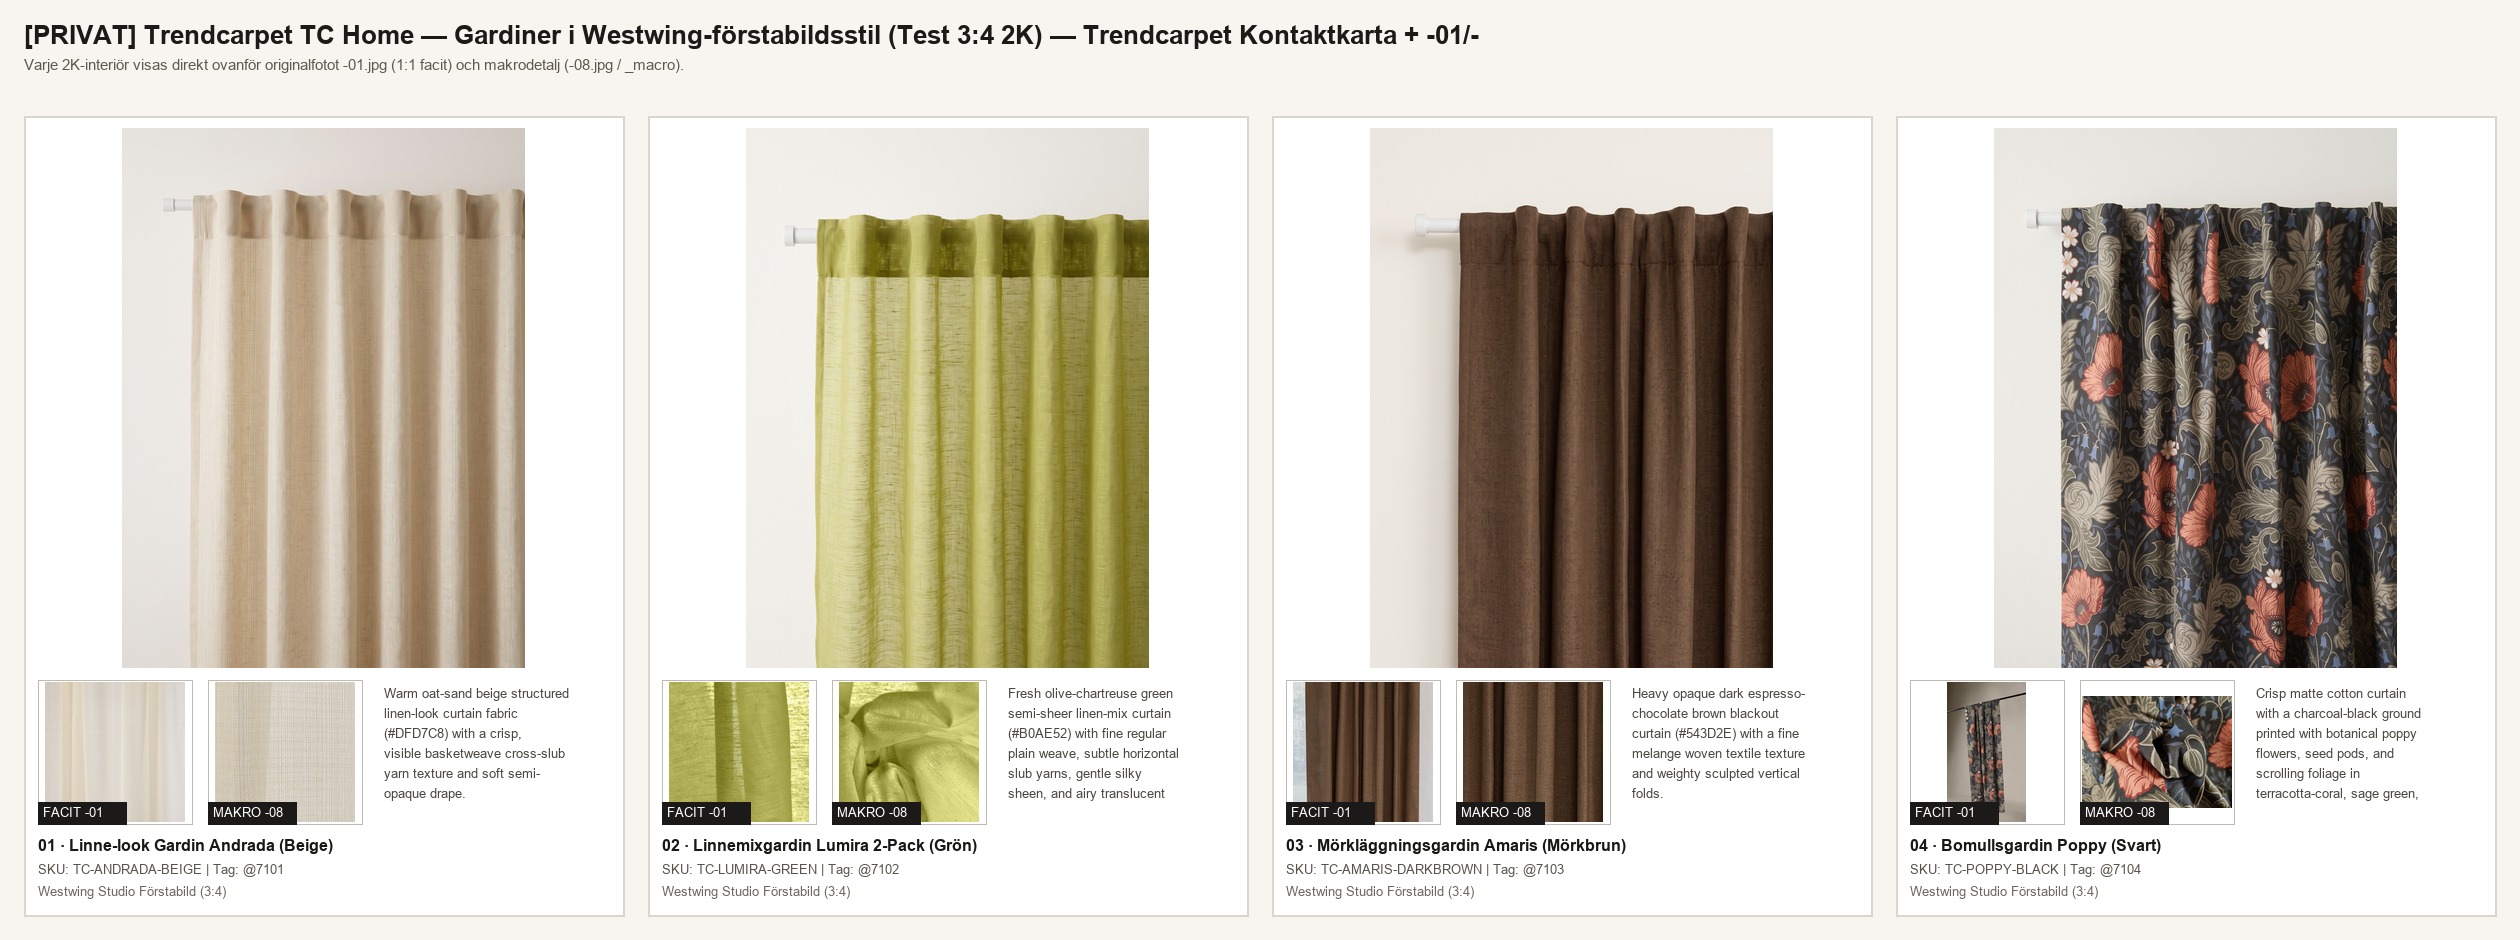 [PRIVAT] Trendcarpet TC Home — Gardiner i Westwing-förstabildsstil (Test 3:4 2K) — Trendcarpet Kontaktkarta + -01/-
Varje 2K-interiör visas direkt ovanför originalfotot -01.jpg (1:1 facit) och makrodetalj (-08.jpg / _macro).
FACIT -01
MAKRO -08
Warm oat-sand beige structured
linen-look curtain fabric
(#DFD7C8) with a crisp,
visible basketweave cross-slub
yarn texture and soft semi-
opaque drape.
01 · Linne-look Gardin Andrada (Beige)
SKU: TC-ANDRADA-BEIGE | Tag: @7101
Westwing Studio Förstabild (3:4)
FACIT -01
MAKRO -08
Fresh olive-chartreuse green
semi-sheer linen-mix curtain
(#B0AE52) with fine regular
plain weave, subtle horizontal
slub yarns, gentle silky
sheen, and airy translucent
02 · Linnemixgardin Lumira 2-Pack (Grön)
SKU: TC-LUMIRA-GREEN | Tag: @7102
Westwing Studio Förstabild (3:4)
FACIT -01
MAKRO -08
Heavy opaque dark espresso-
chocolate brown blackout
curtain (#543D2E) with a fine
melange woven textile texture
and weighty sculpted vertical
folds.
03 · Mörkläggningsgardin Amaris (Mörkbrun)
SKU: TC-AMARIS-DARKBROWN | Tag: @7103
Westwing Studio Förstabild (3:4)
FACIT -01
MAKRO -08
Crisp matte cotton curtain
with a charcoal-black ground
printed with botanical poppy
flowers, seed pods, and
scrolling foliage in
terracotta-coral, sage green,
04 · Bomullsgardin Poppy (Svart)
SKU: TC-POPPY-BLACK | Tag: @7104
Westwing Studio Förstabild (3:4)